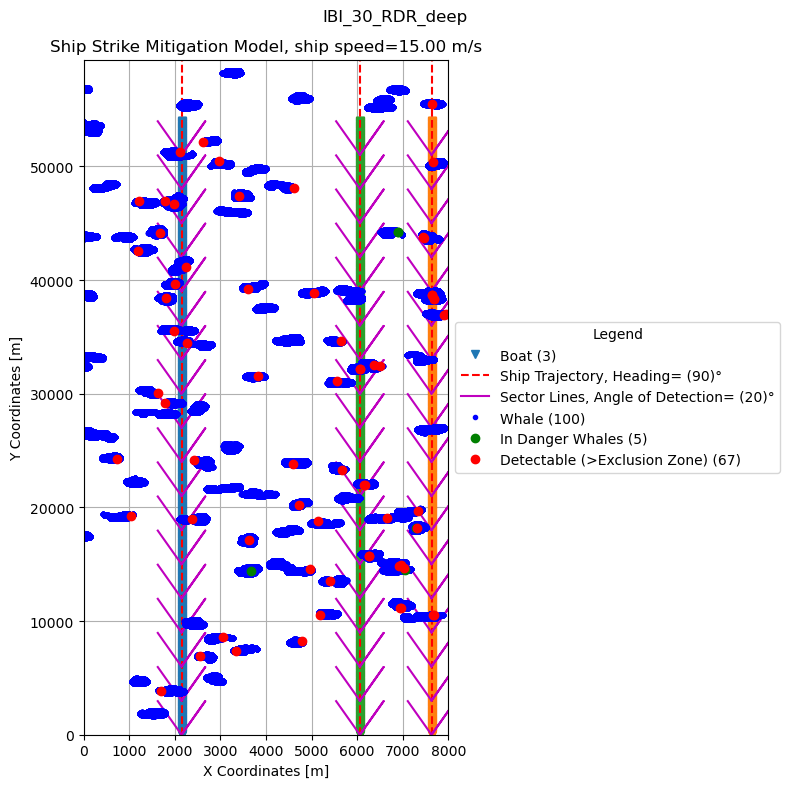 IBI_30_RDR_deep
Ship Strike Mitigation Model, ship speed=15.00 m/s
Y Coordinates [m]
50000
40000
30000
20000
10000
0
0 1000 2000 3000 4000 5000 6000 7000 8000
X Coordinates [m]
Legend
Boat (3)
Ship Trajectory, Heading= (90)°
Sector Lines, Angle of Detection= (20)°
Whale (100)
In Danger Whales (5)
Detectable (>Exclusion Zone) (67)